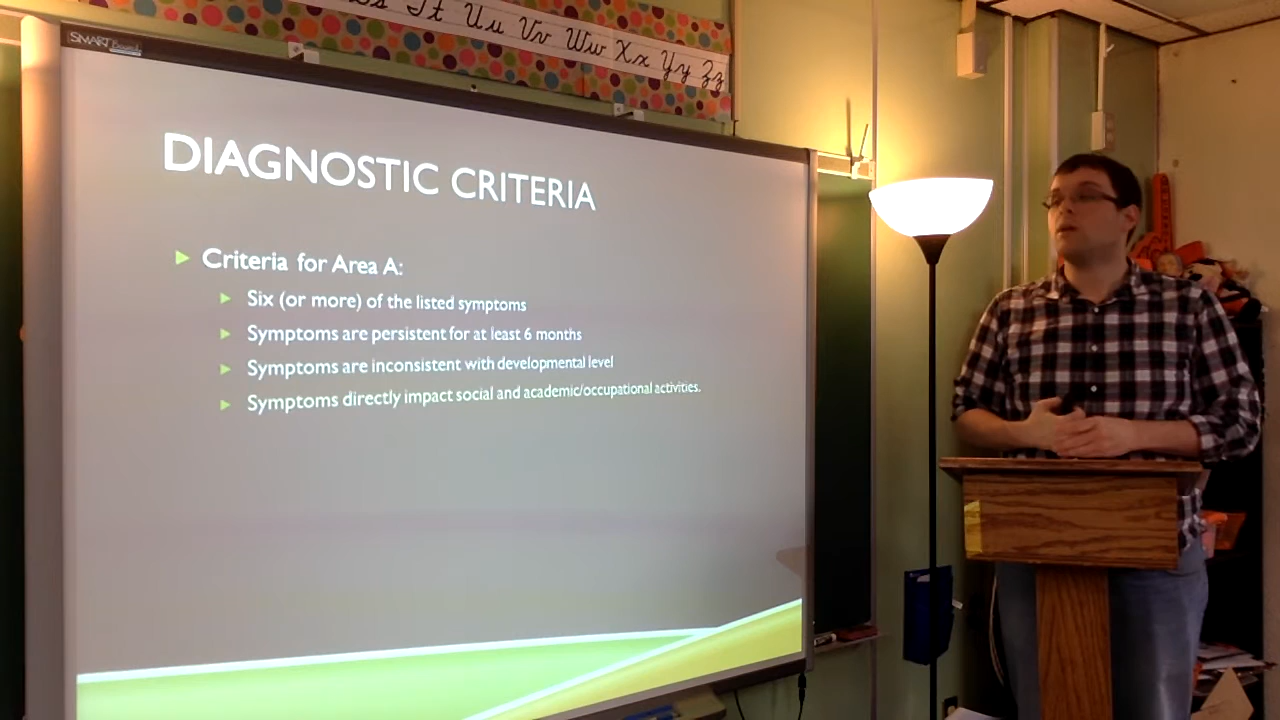 Tt Uu Vv Ww Xx Yy Zz
SMART Board
DIAGNOSTIC CRITERIA
Criteria for Area A:
Six (or more) of the listed symptoms
Symptoms are persistent for at least 6 months
Symptoms are inconsistent with developmental level
Symptoms directly impact social and academic/occupational activities.